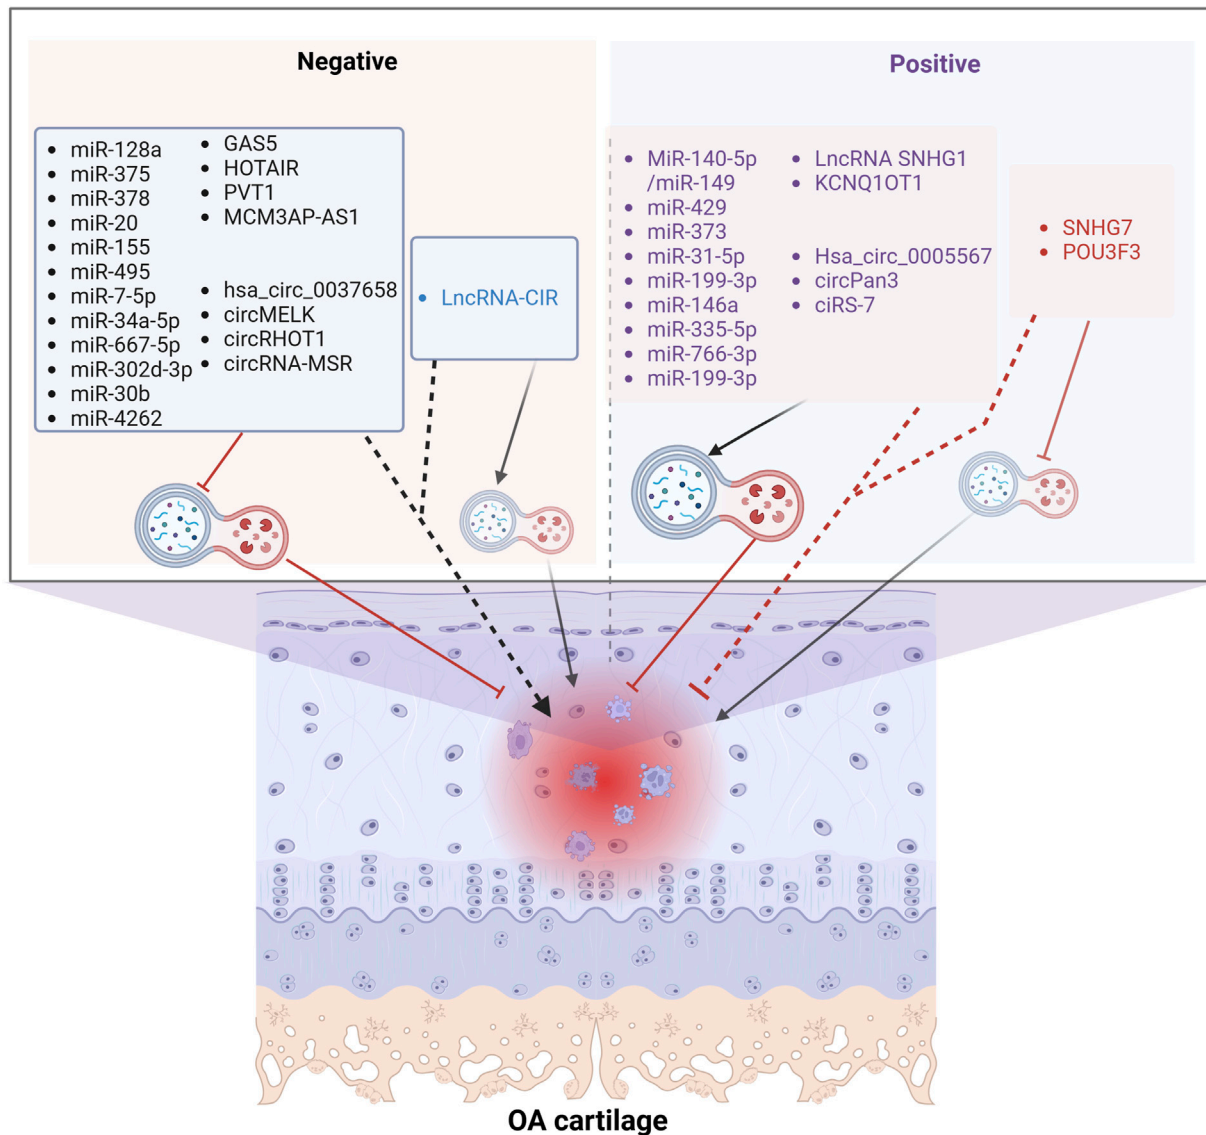 Negative
miR-128a
miR-375
miR-378
miR-20
miR-155
miR-495
miR-7-5p
miR-34a-5p
miR-667-5p
miR-302d-3p
miR-30b
miR-4262
GAS5
HOTAIR
PVT1
MCM3AP-AS1
hsa_circ_0037658
circMELK
circRHOT1
circRNA-MSR
LncRNA-CIR
Positive
MiR-140-5p
/miR-149
miR-429
miR-373
miR-31-5p
miR-199-3p
miR-146a
miR-335-5p
miR-766-3p
miR-199-3p
LncRNA SNHG1
KCNQ1OT1
Hsa_circ_0005567
circPan3
ciRS-7
SNHG7
POU3F3
OA cartilage